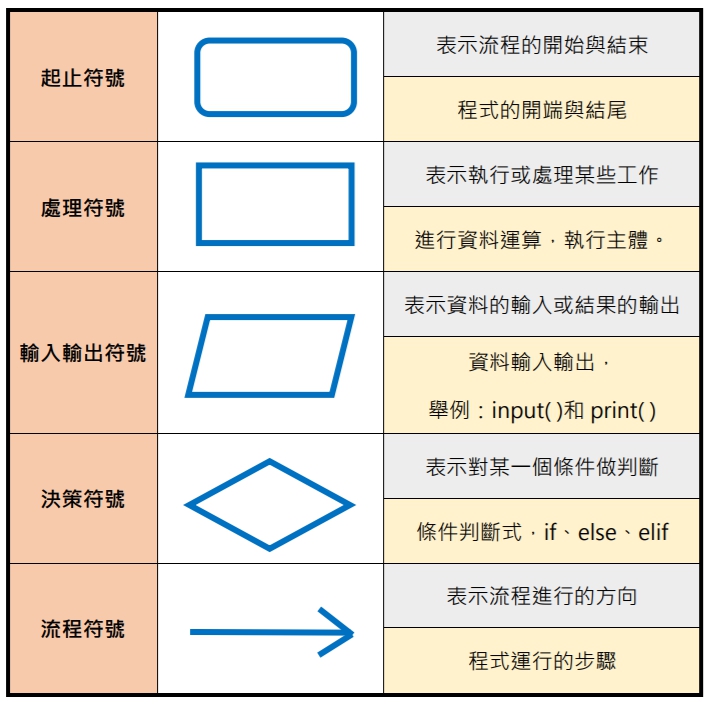 起止符號
表示流程的開始與結束
程式的開端與結尾
處理符號
表示執行或處理某些工作
進行資料運算，執行主體。
輸入輸出符號
表示資料的輸入或結果的輸出
資料輸入輸出，
舉例：input( )和 print( )
決策符號
表示對某一個條件做判斷
條件判斷式，if、else、elif
流程符號
表示流程進行的方向
程式運行的步驟